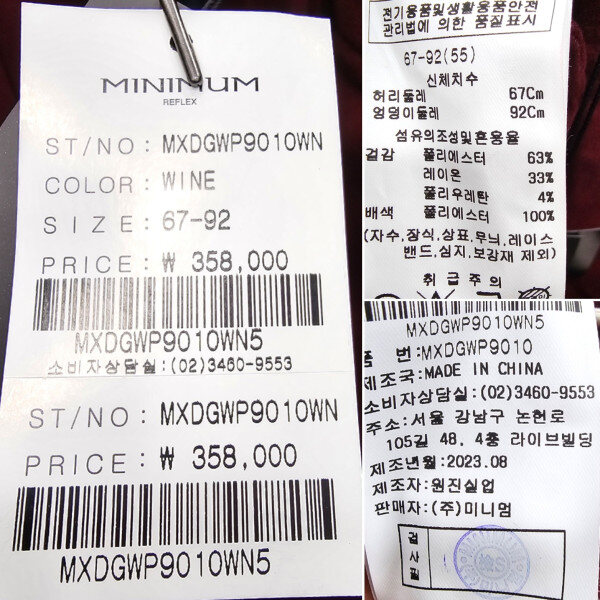 MINIMUM
REFLEX
ST/NO: MXDGWP9010WN
COLOR: WINE
SIZE: 67-92
PRICE: ₩ 358,000
MXDGWP9010WN5
소비자상담실:(02)3460-9553
ST/NO: MXDGWP9010WN
PRICE: ₩ 358,000
MXDGWP9010WN5
전기용품및생활용품안전
관리법에 의한 품질표시
67-92(55)
신체치수
허리둘레 67Cm
엉덩이둘레 92Cm
섬유의조성및혼용율
겉감 폴리에스터 63%
레이온 33%
폴리우레탄 4%
배색 폴리에스터 100%
(자수,장식,상표,무늬,레이스
밴드,심지,보강재 제외)
취급주의
MXDGWP9010WN5
품 번:MXDGWP9010
제조국:MADE IN CHINA
소비자상담실:(02)3460-9553
주소:서울 강남구 논현로
105길 48, 4층 라이브빌딩
제조년월:2023.08
제조자:원진실업
판매자:(주)미니멈
검사필